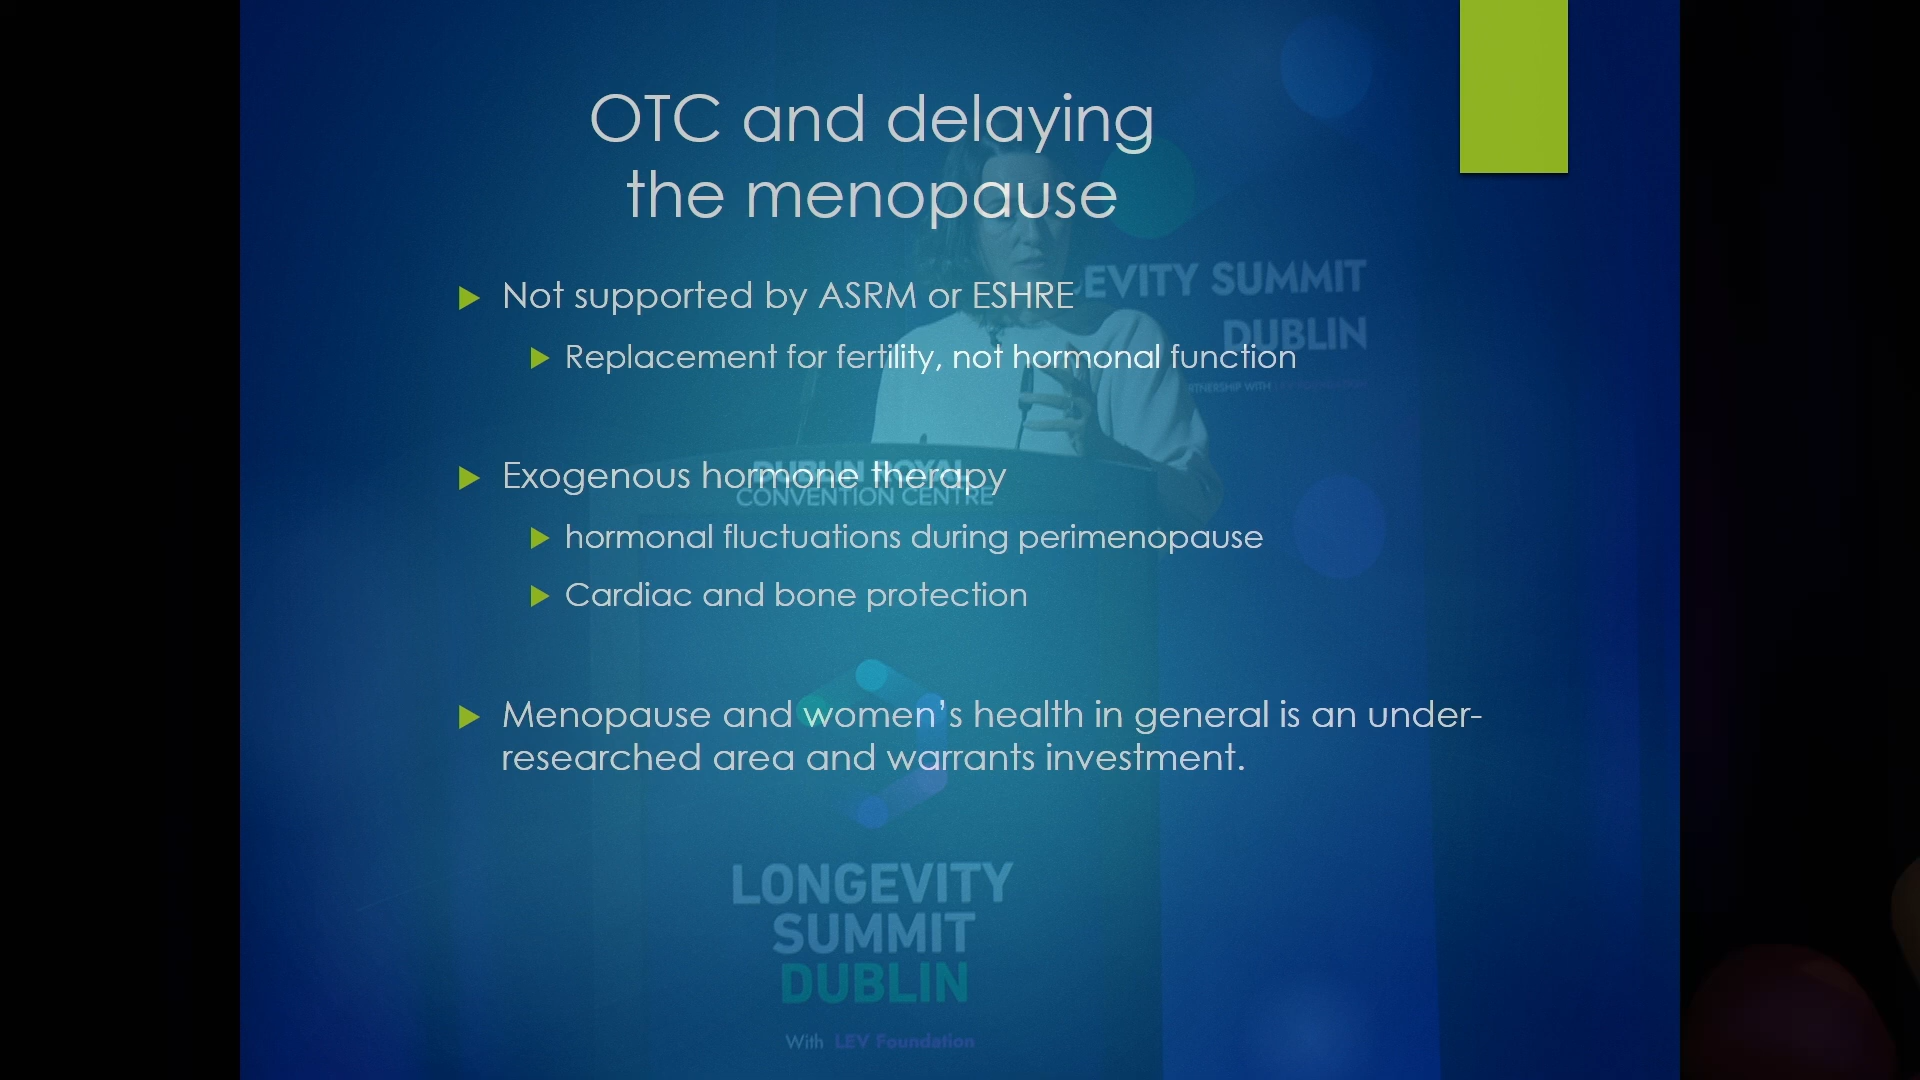 OTC and delaying
the menopause
Not supported by ASRM or ESHRE
EVITY SUMMIT
DUBLIN
Replacement for fertility, not hormonal function
RTNERSHIP WITH
Exogenous hormone therapy
DUBLIN ROYAL
CONVENTION CENTRE
hormonal fluctuations during perimenopause
Cardiac and bone protection
Menopause and women's health in general is an under-
researched area and warrants investment.
LONGEVITY
SUMMIT
DUBLIN
With LEV Foundation